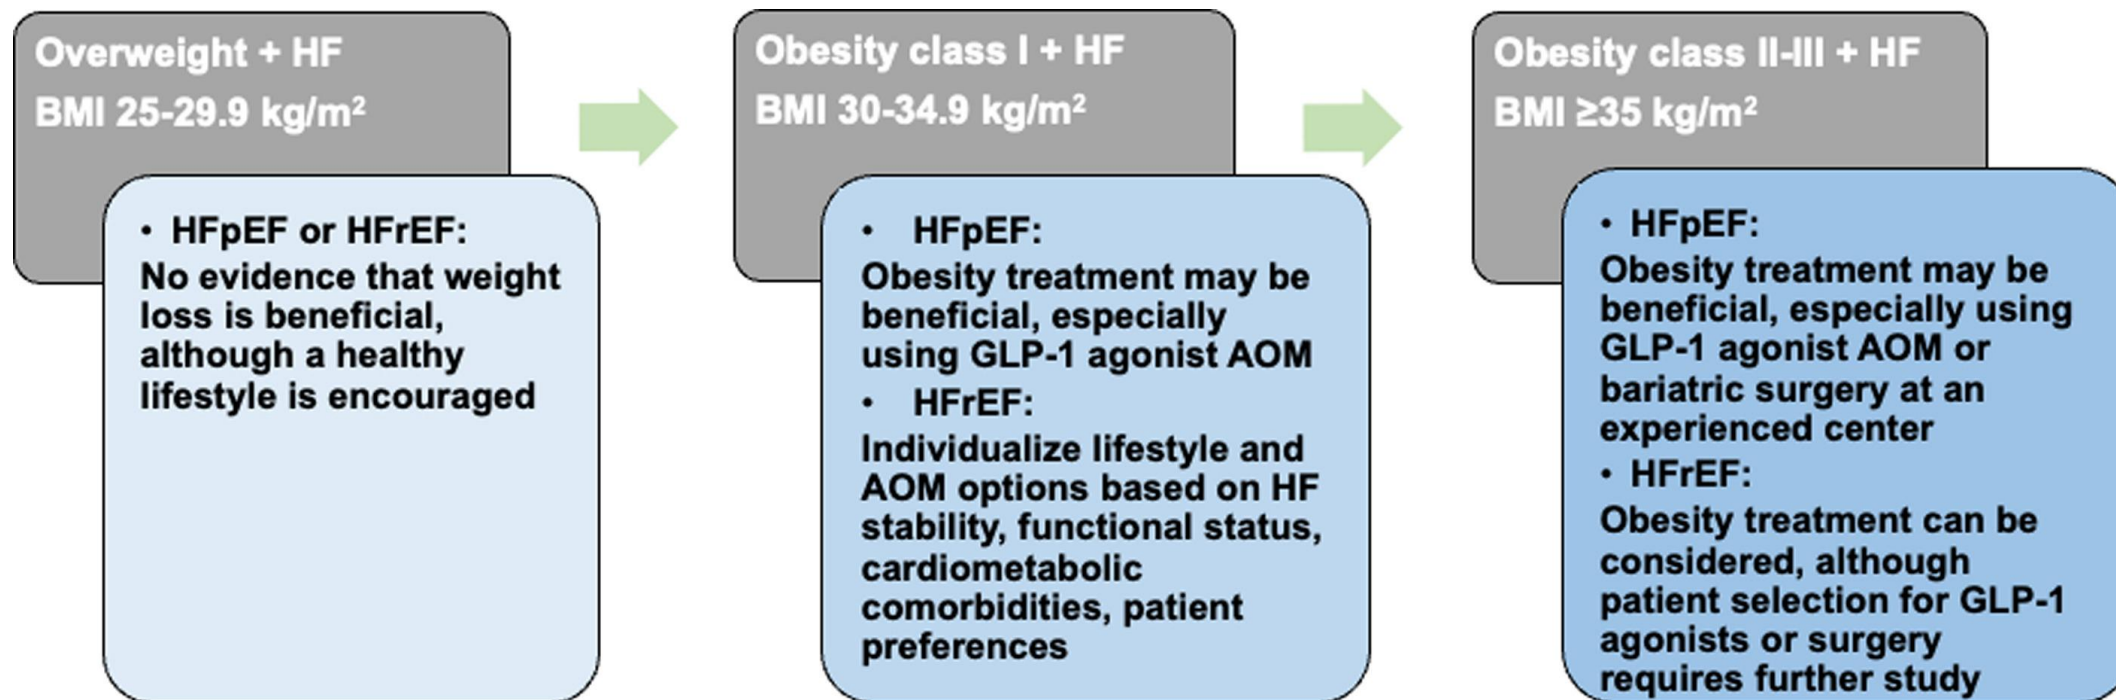 Overweight + HF
BMI 25-29.9 kg/m²
• HFpEF or HFrEF:
No evidence that weight
loss is beneficial,
although a healthy
lifestyle is encouraged
Obesity class I + HF
BMI 30-34.9 kg/m²
• HFpEF:
Obesity treatment may be
beneficial, especially
using GLP-1 agonist AOM
• HFrEF:
Individualize lifestyle and
AOM options based on HF
stability, functional status,
cardiometabolic
comorbidities, patient
preferences
Obesity class II-III + HF
BMI ≥35 kg/m²
• HFpEF:
Obesity treatment may be
beneficial, especially using
GLP-1 agonist AOM or
bariatric surgery at an
experienced center
• HFrEF:
Obesity treatment can be
considered, although
patient selection for GLP-1
agonists or surgery
requires further study